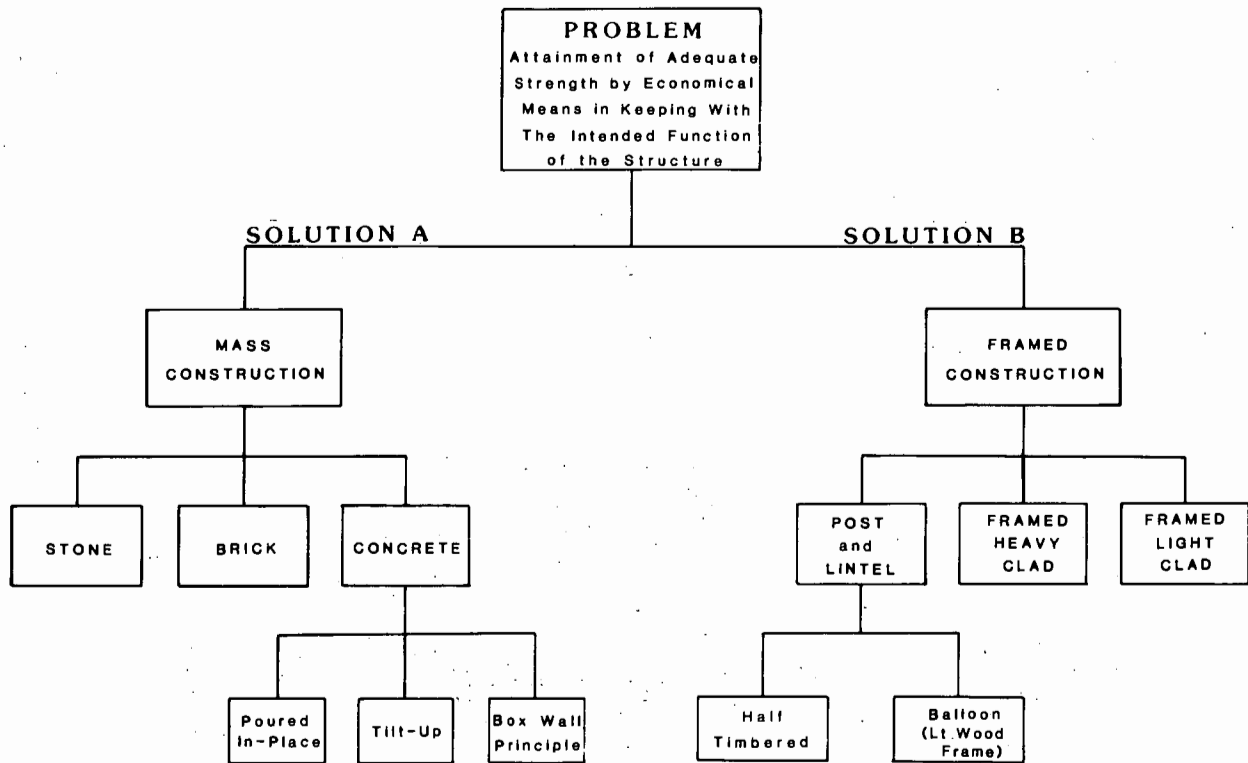 PROBLEM
Attainment of Adequate
Strength by Economical
Means in Keeping With
The Intended Function
of the Structure
SOLUTION A
SOLUTION B
MASS
CONSTRUCTION
FRAMED
CONSTRUCTION
STONE
BRICK
CONCRETE
POST
and
LINTEL
FRAMED
HEAVY
CLAD
FRAMED
LIGHT
CLAD
Poured
In-Place
Tilt-Up
Box Wall
Principle
Half
Timbered
Balloon
(Lt. Wood
Frame)